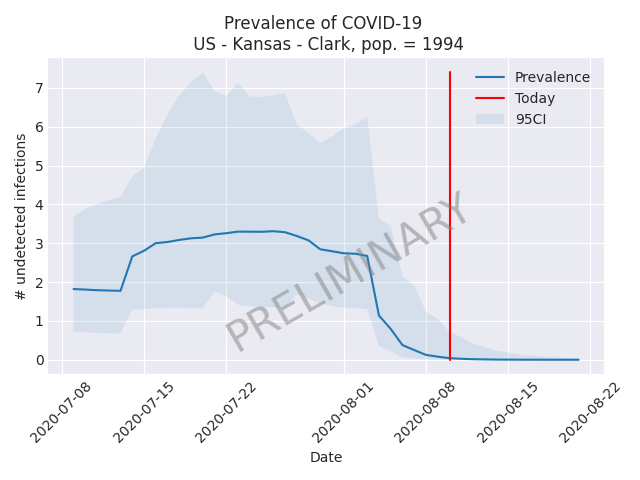 Prevalence of COVID-19
US - Kansas - Clark, pop. = 1994
# undetected infections
7
6
5
4
3
2
1
0
Prevalence
Today
95CI
PRELIMINARY
2020-07-08
2020-07-15
2020-07-22
2020-08-01
2020-08-08
2020-08-15
2020-08-22
Date